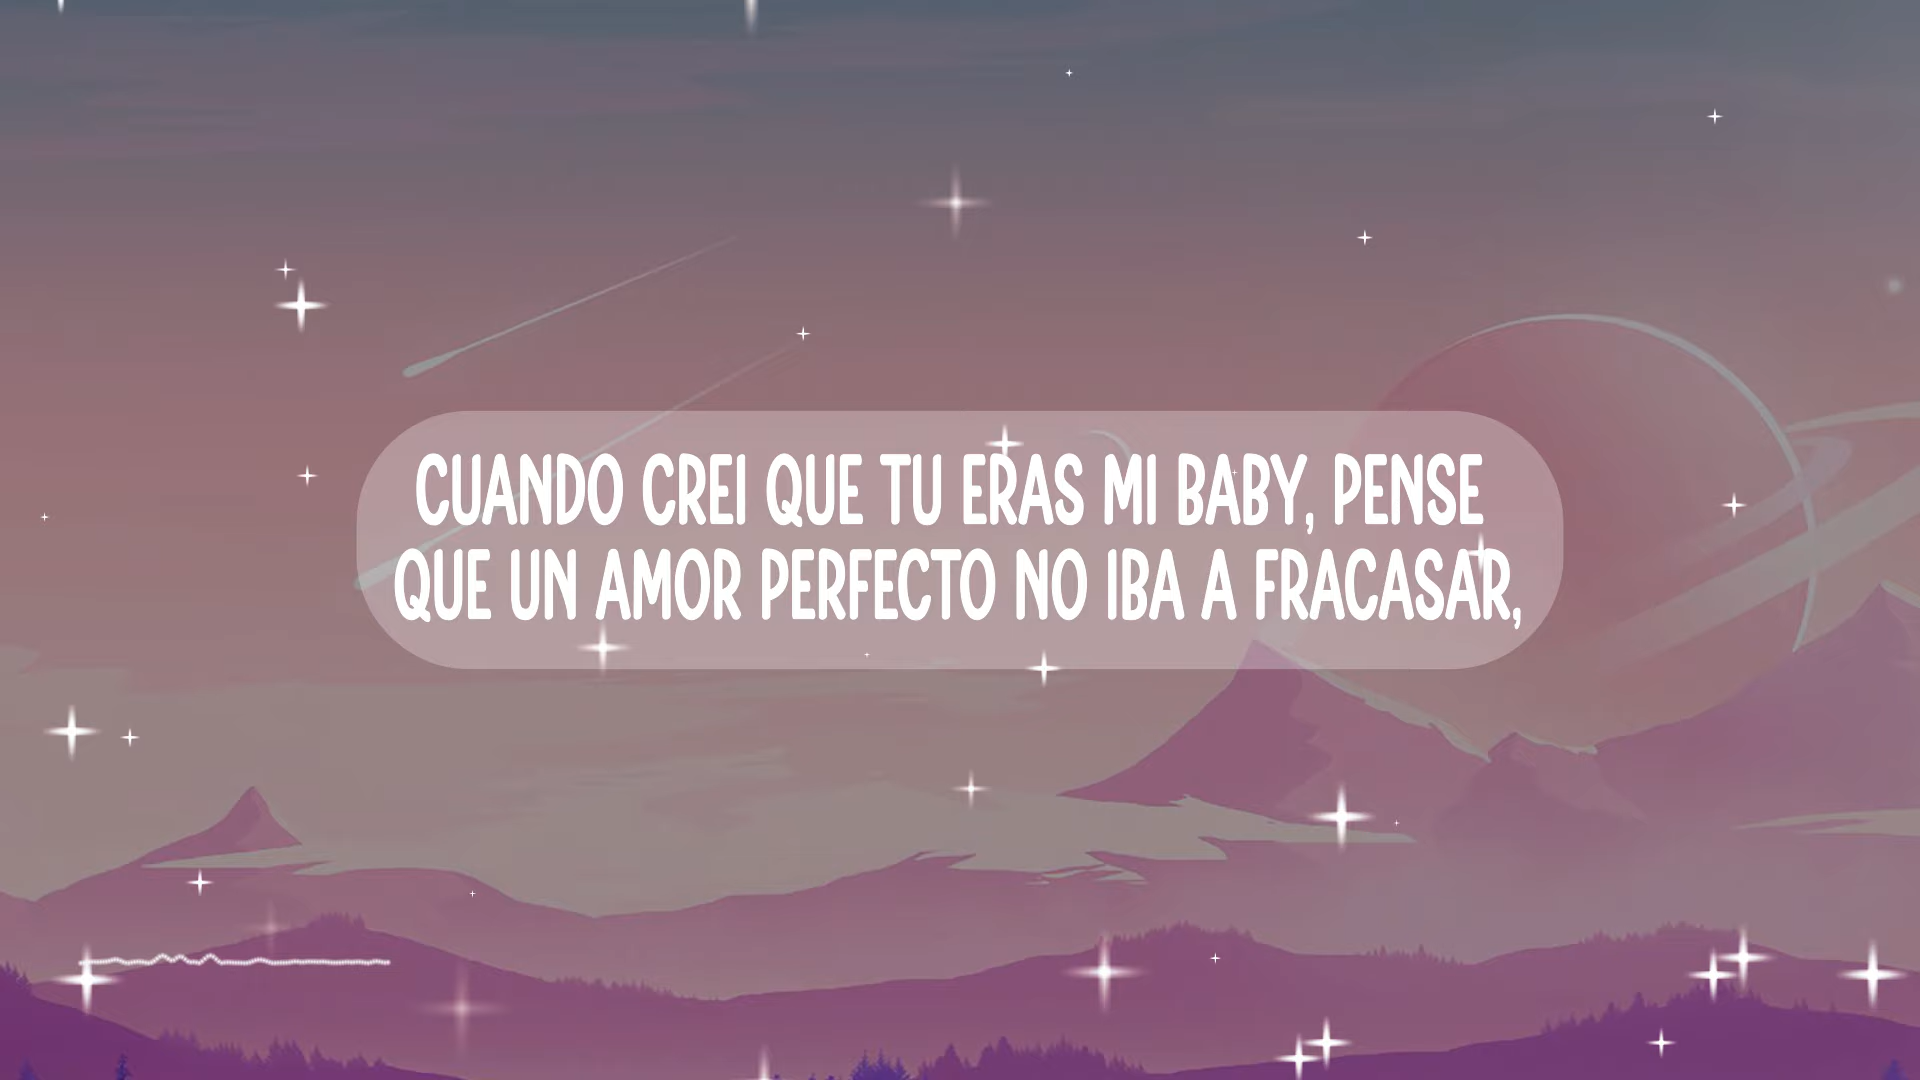 CUANDO CREI QUE TU ERAS MI BABY, PENSE
QUE UN AMOR PERFECTO NO IBA A FRACASAR,